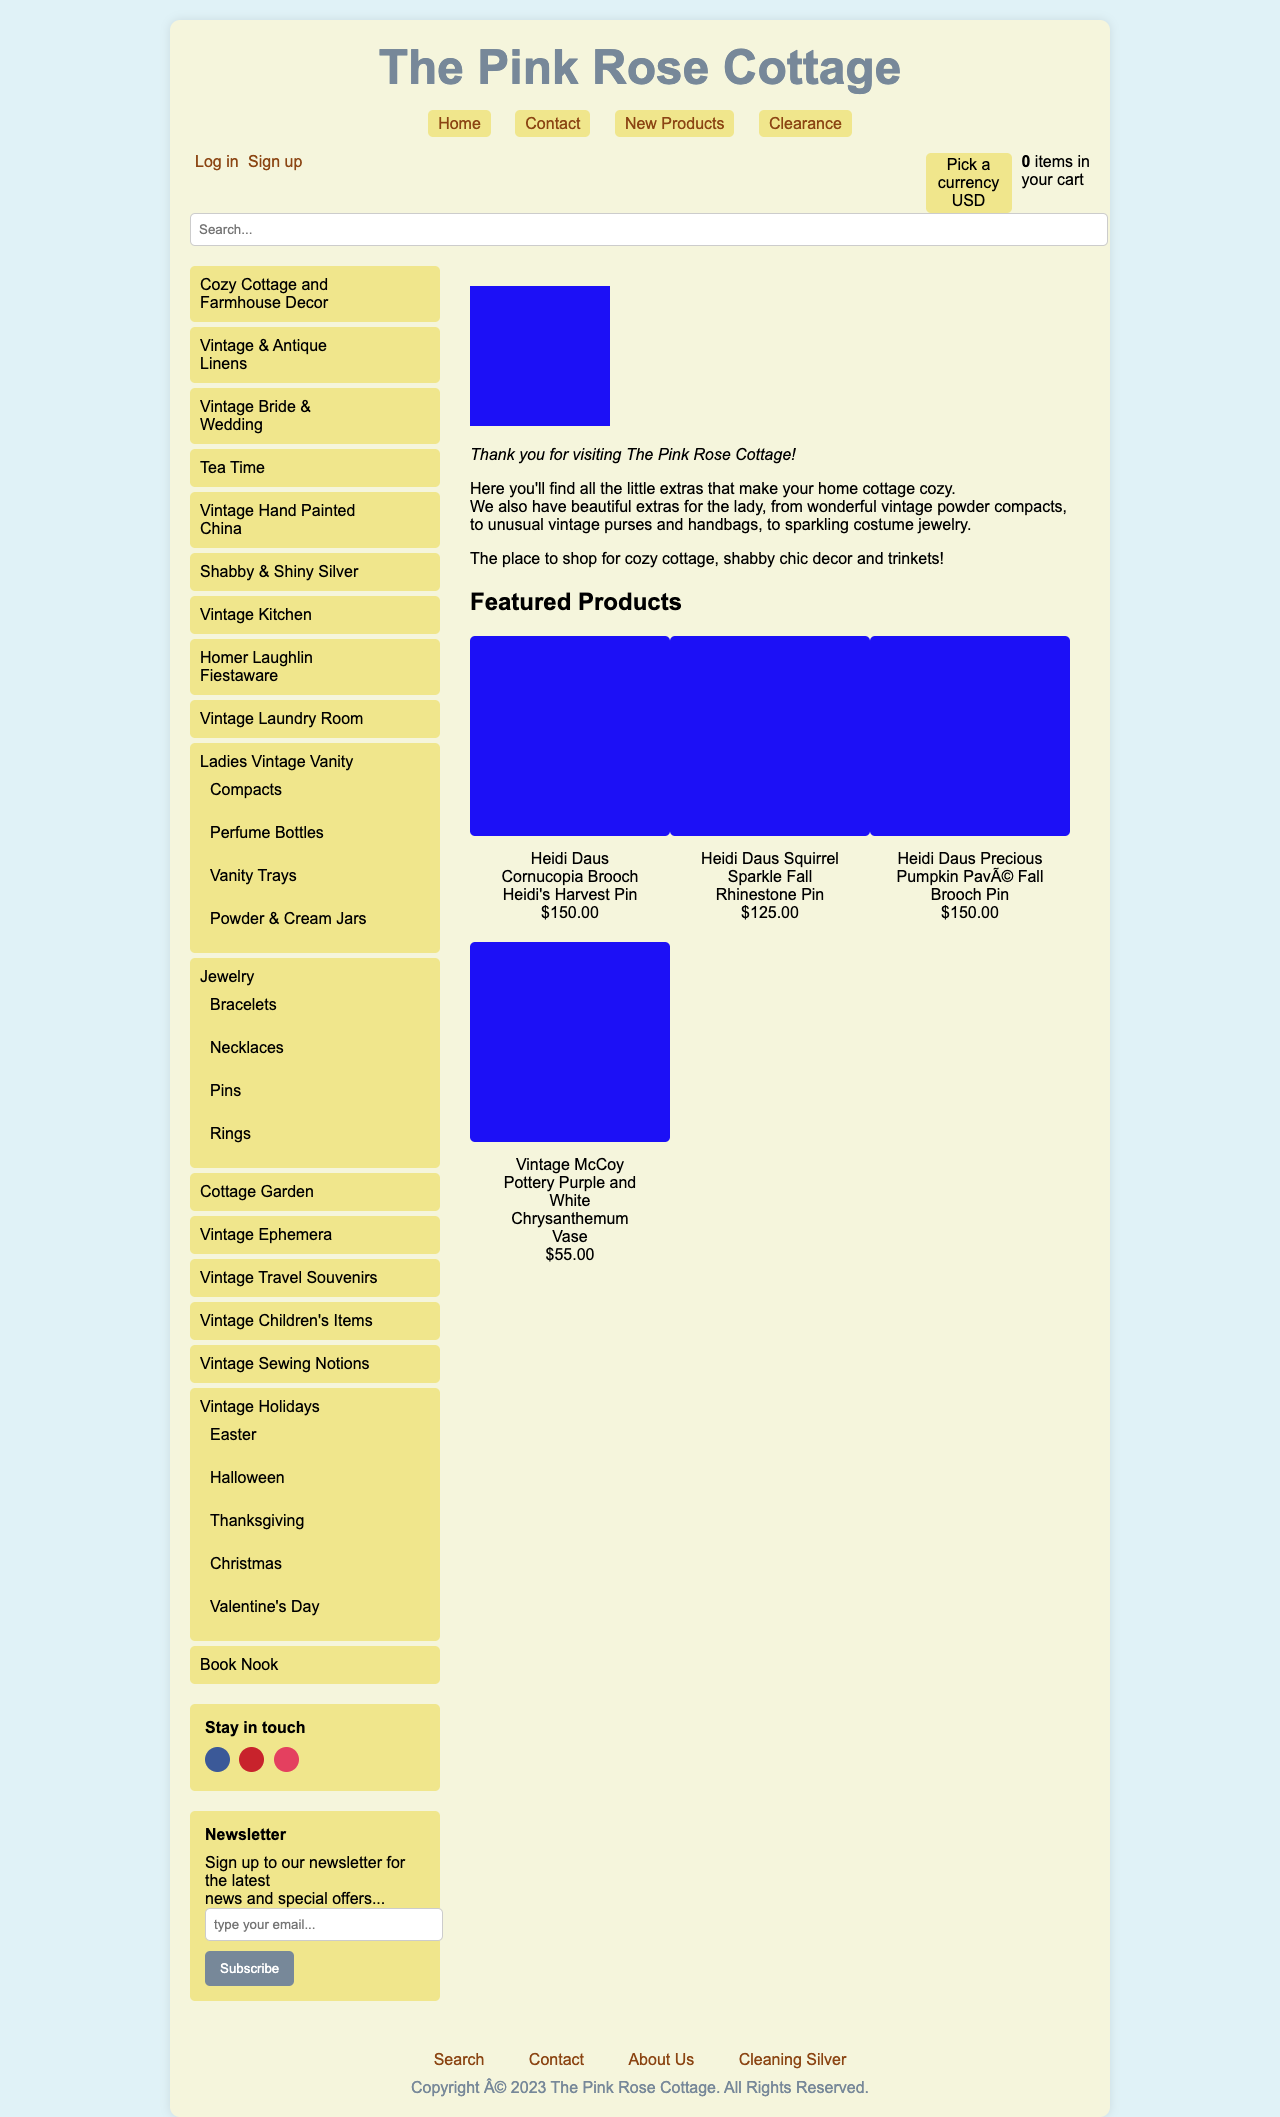 The Pink Rose Cottage
Home
Contact
New Products
Clearance
Log in
Sign up
Pick a
currency
USD
0 items in
your cart
Search...
Cozy Cottage and
Farmhouse Decor
Vintage & Antique
Linens
Vintage Bride &
Wedding
Tea Time
Vintage Hand Painted
China
Shabby & Shiny Silver
Vintage Kitchen
Homer Laughlin
Fiestaware
Vintage Laundry Room
Ladies Vintage Vanity
Compacts
Perfume Bottles
Vanity Trays
Powder & Cream Jars
Jewelry
Bracelets
Necklaces
Pins
Rings
Cottage Garden
Vintage Ephemera
Vintage Travel Souvenirs
Vintage Children's Items
Vintage Sewing Notions
Vintage Holidays
Easter
Halloween
Thanksgiving
Christmas
Valentine's Day
Book Nook
Stay in touch
Newsletter
Sign up to our newsletter for
the latest
news and special offers...
type your email...
Subscribe
Thank you for visiting The Pink Rose Cottage!
Here you'll find all the little extras that make your home cottage cozy.
We also have beautiful extras for the lady, from wonderful vintage powder compacts,
to unusual vintage purses and handbags, to sparkling costume jewelry.
The place to shop for cozy cottage, shabby chic decor and trinkets!
Featured Products
Heidi Daus
Cornucopia Brooch
Heidi's Harvest Pin
$150.00
Heidi Daus Squirrel
Sparkle Fall
Rhinestone Pin
$125.00
Heidi Daus Precious
Pumpkin PavÃ© Fall
Brooch Pin
$150.00
Vintage McCoy
Pottery Purple and
White
Chrysanthemum
Vase
$55.00
Search
Contact
About Us
Cleaning Silver
Copyright Â© 2023 The Pink Rose Cottage. All Rights Reserved.